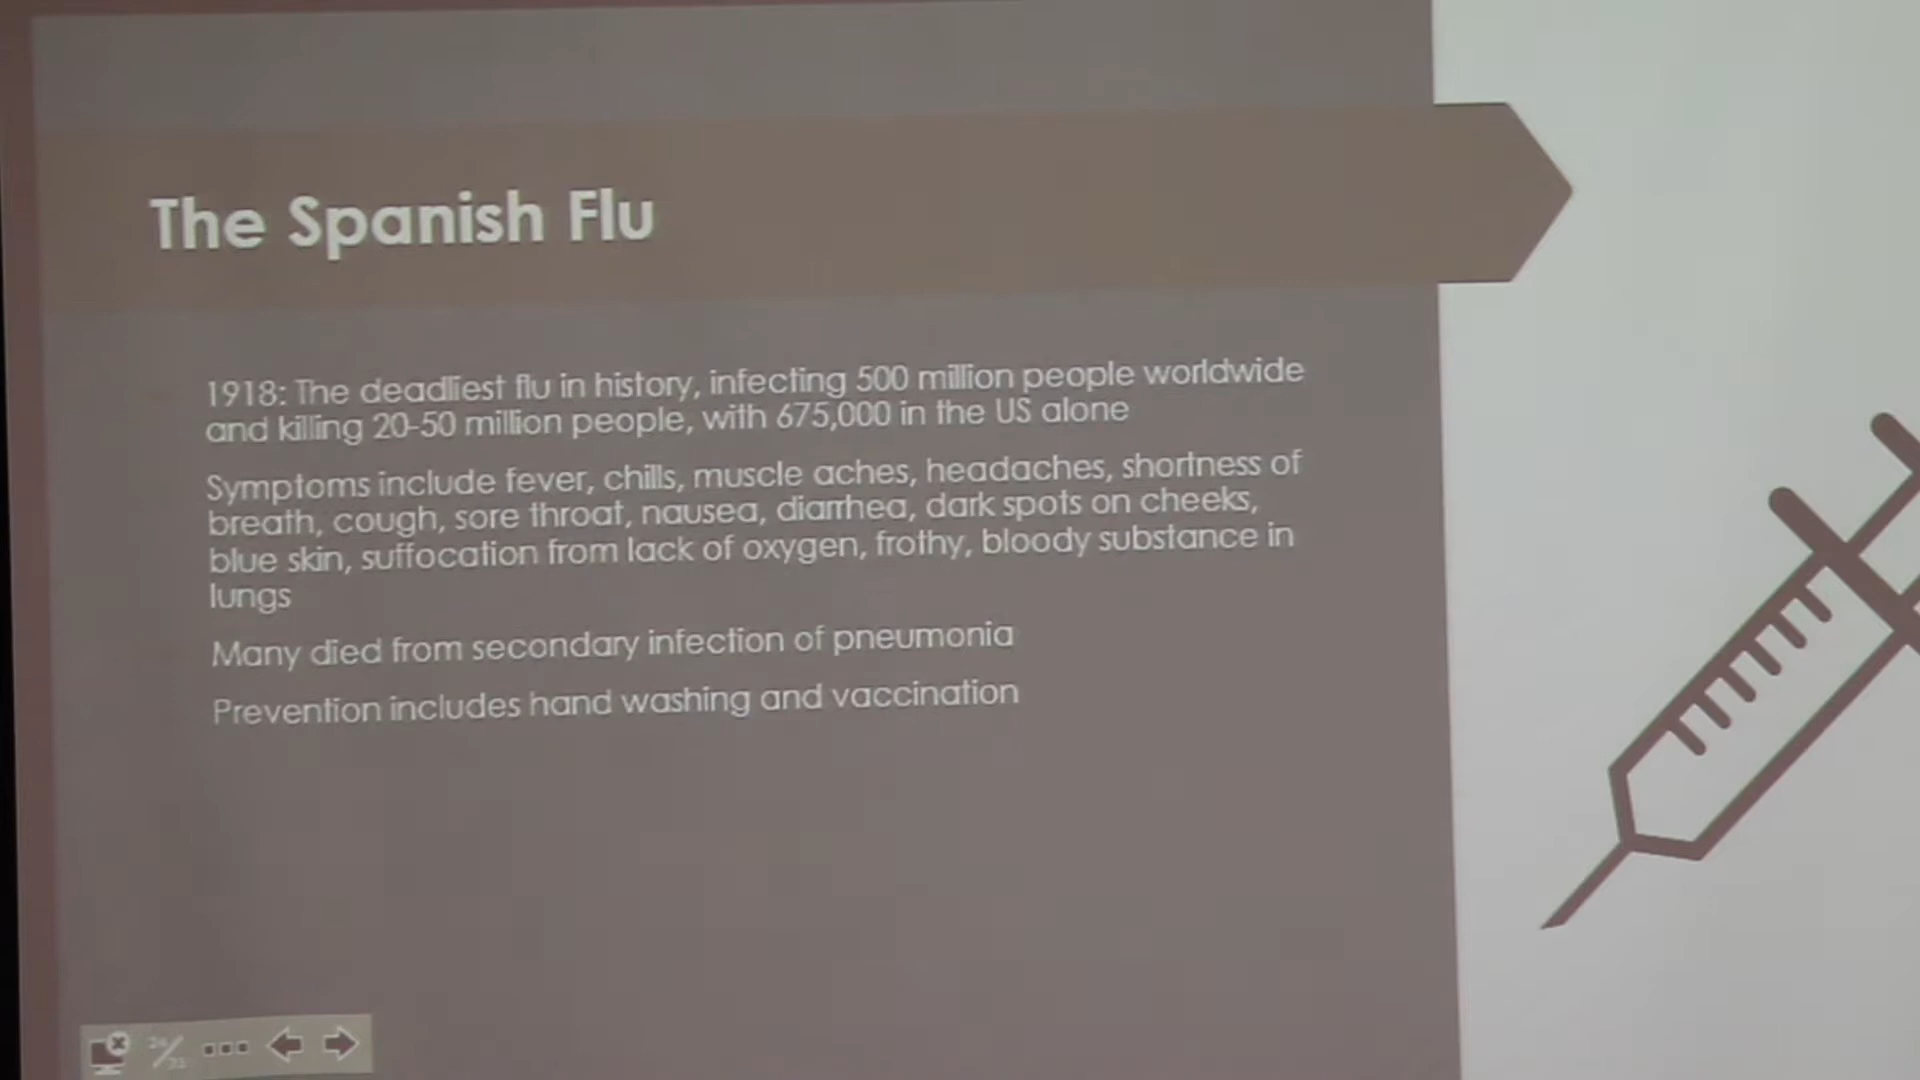 The Spanish Flu
1918: The deadliest flu in history, infecting 500 million people worldwide
and killing 20-50 million people, with 675,000 in the US alone
Symptoms include fever, chills, muscle aches, headaches, shortness of
breath, cough, sore throat, nausea, diarrhea, dark spots on cheeks,
blue skin, suffocation from lack of oxygen, frothy, bloody substance in
lungs
Many died from secondary infection of pneumonia
Prevention includes hand washing and vaccination